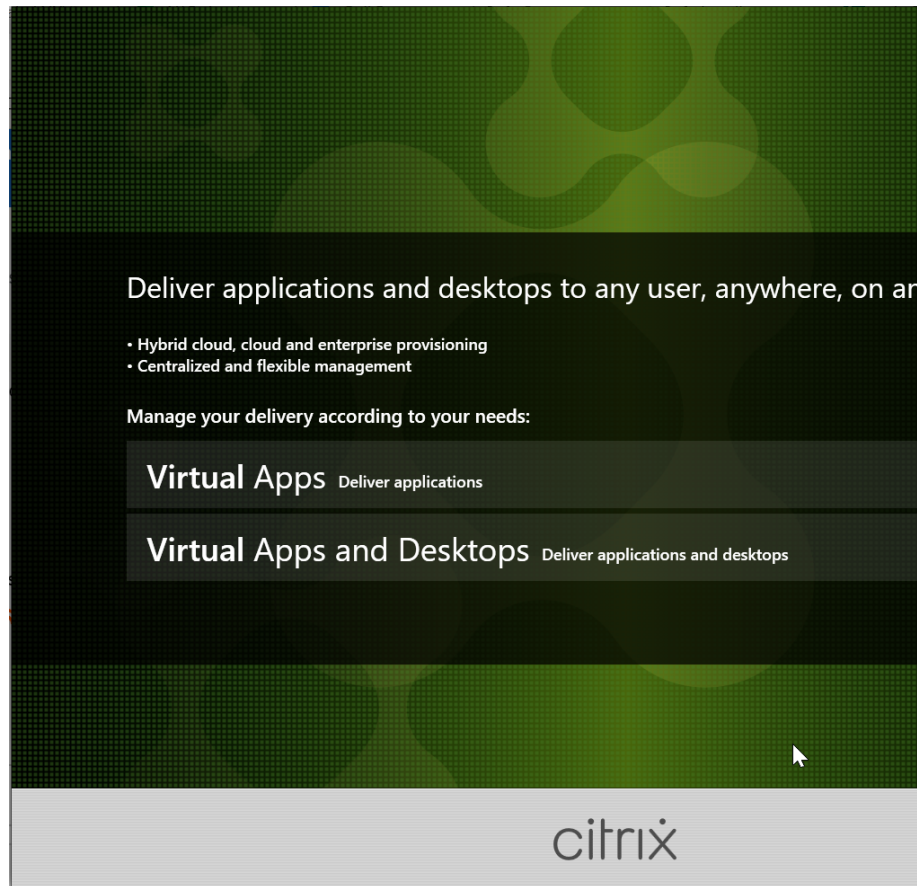 Deliver applications and desktops to any user, anywhere, on an
• Hybrid cloud, cloud and enterprise provisioning
• Centralized and flexible management
Manage your delivery according to your needs:
Virtual Apps Deliver applications
Virtual Apps and Desktops Deliver applications and desktops
citrix